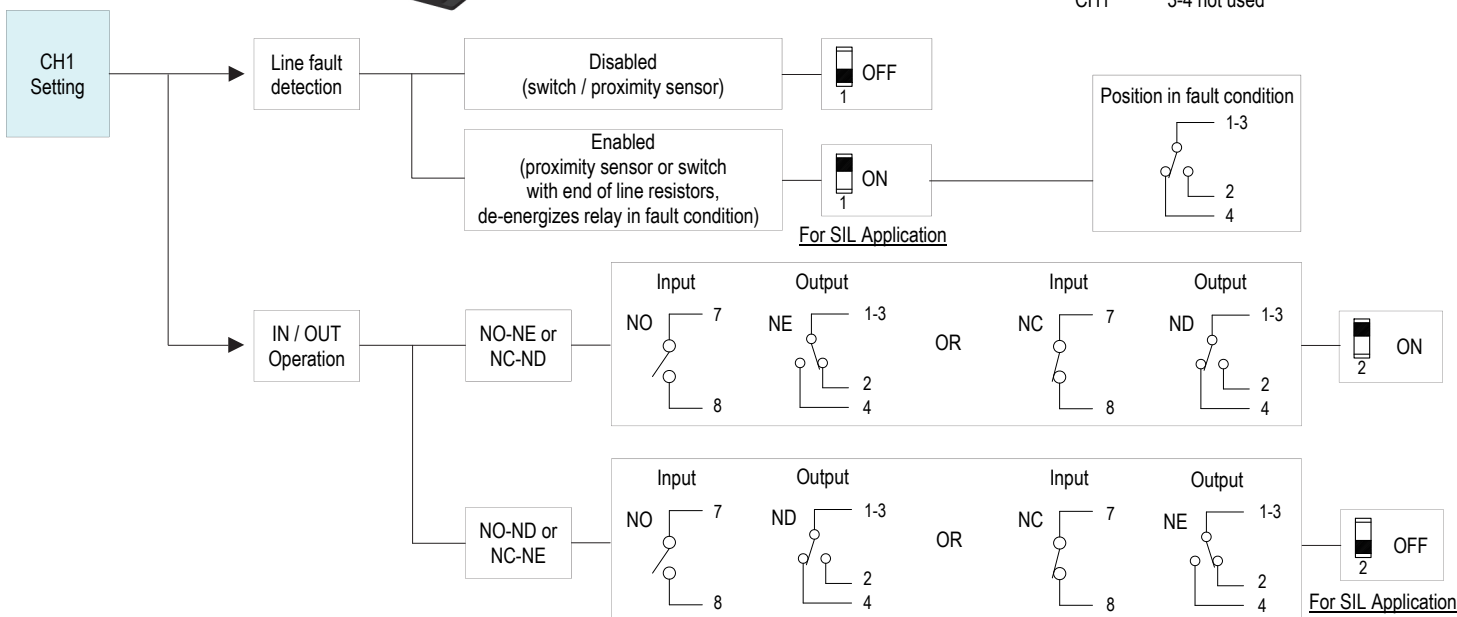 CH1 3-4 not used
CH1
Setting
Line fault
detection
Disabled
(switch / proximity sensor)
OFF
1
Enabled
(proximity sensor or switch
with end of line resistors,
de-energizes relay in fault condition)
ON
1
For SIL Application
Position in fault condition
1-3
2
4
IN / OUT
Operation
NO-NE or
NC-ND
Input
NO
7
8
Output
NE
1-3
2
4
OR
Input
NC
7
8
Output
ND
1-3
2
4
ON
2
NO-ND or
NC-NE
Input
NO
7
8
Output
ND
1-3
2
4
OR
Input
NC
7
8
Output
NE
1-3
2
4
OFF
2
For SIL Application